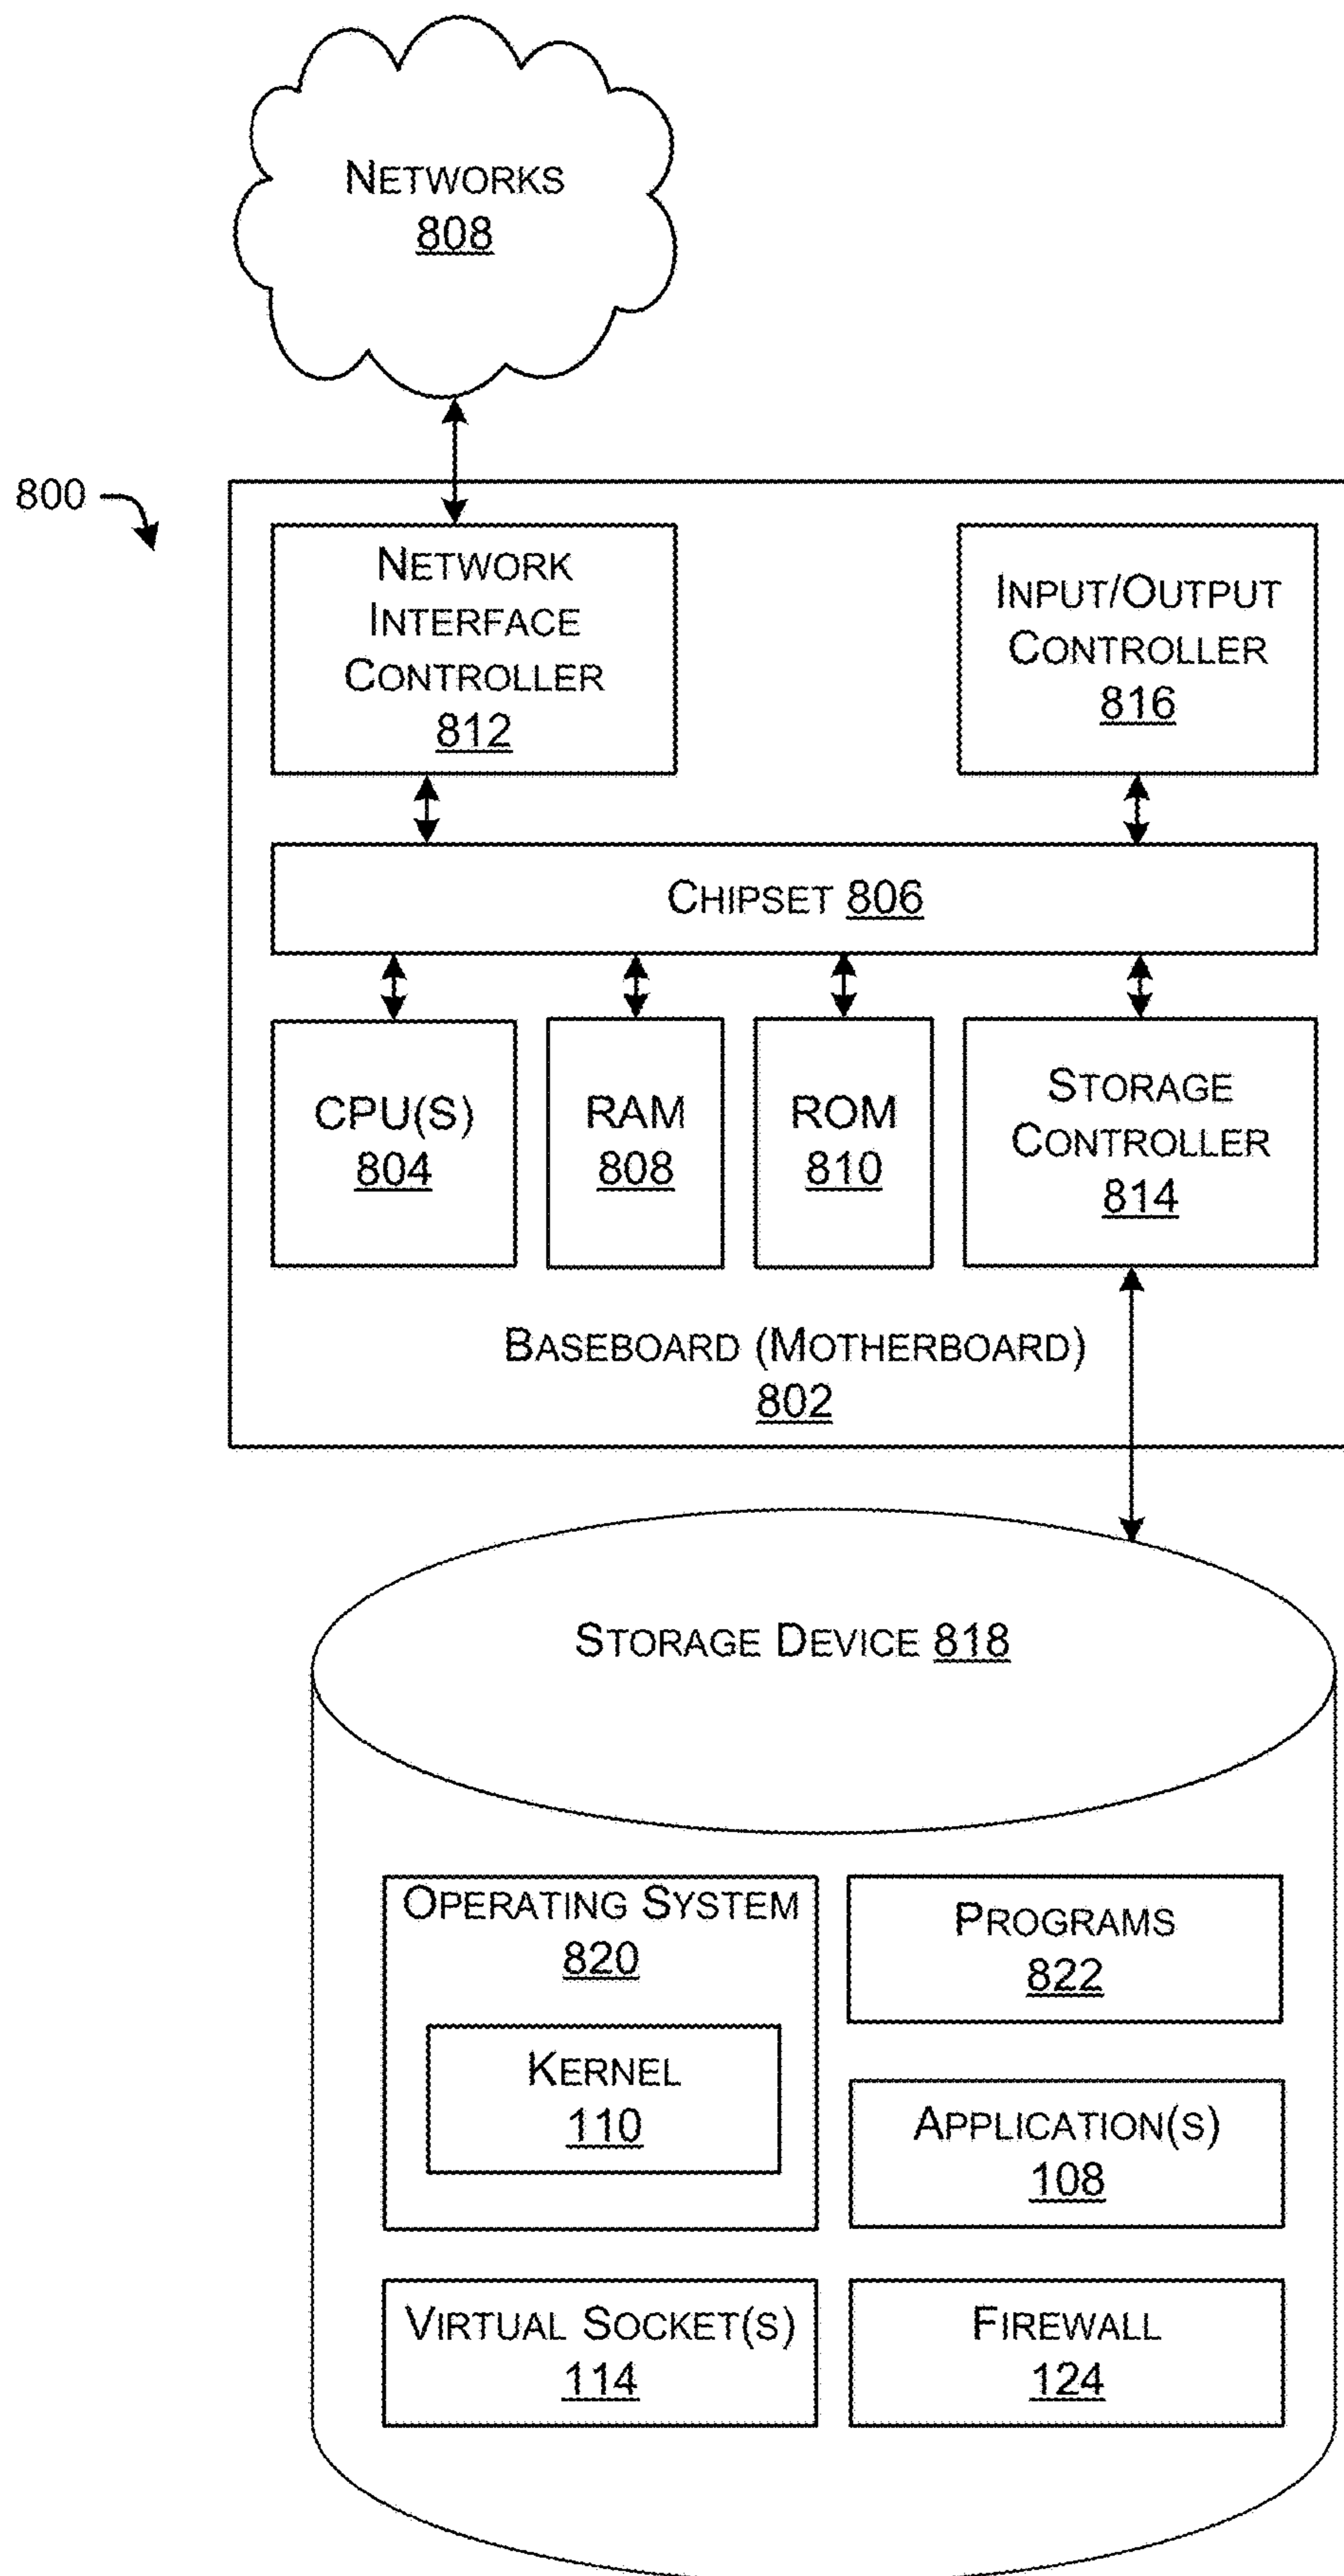 NETWORKS
808
800
NETWORK
INTERFACE
CONTROLLER
812
INPUT/OUTPUT
CONTROLLER
816
CHIPSET 806
CPU(S)
804
RAM
808
ROM
810
STORAGE
CONTROLLER
814
BASEBOARD (MOTHERBOARD)
802
STORAGE DEVICE 818
OPERATING SYSTEM
820
KERNEL
110
PROGRAMS
822
APPLICATION(S)
108
VIRTUAL SOCKET(S)
114
FIREWALL
124